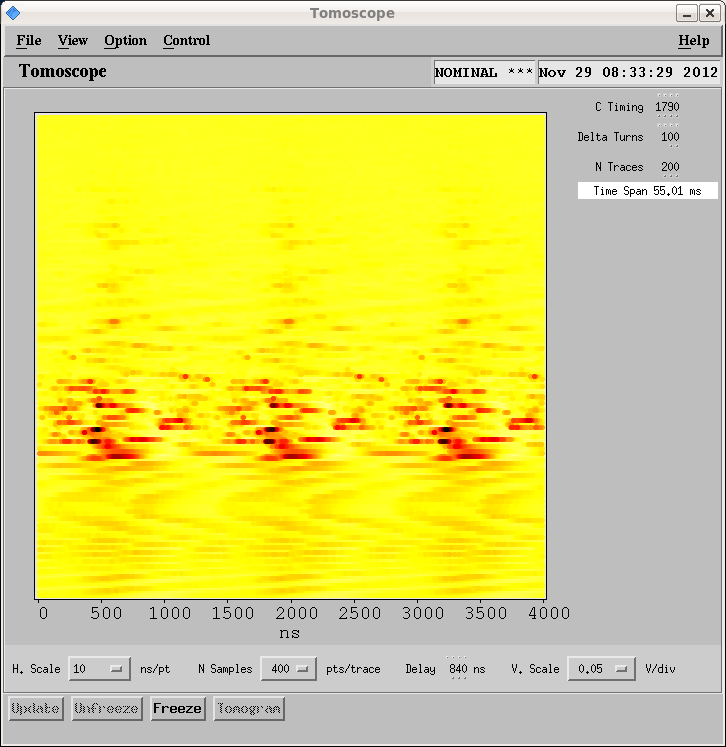 Tomoscope
File View Option Control Help
Tomoscope NOMINAL *** Nov 29 08:33:29 2012
C Timing 1790
Delta Turns 100
N Traces 200
Time Span 55.01 ms
0 500 1000 1500 2000 2500 3000 3500 4000
ns
H. Scale 10 ns/pt N Samples 400 pts/trace Delay 840 ns V. Scale 0.05 V/div
Update Unfreeze Freeze Tomogram